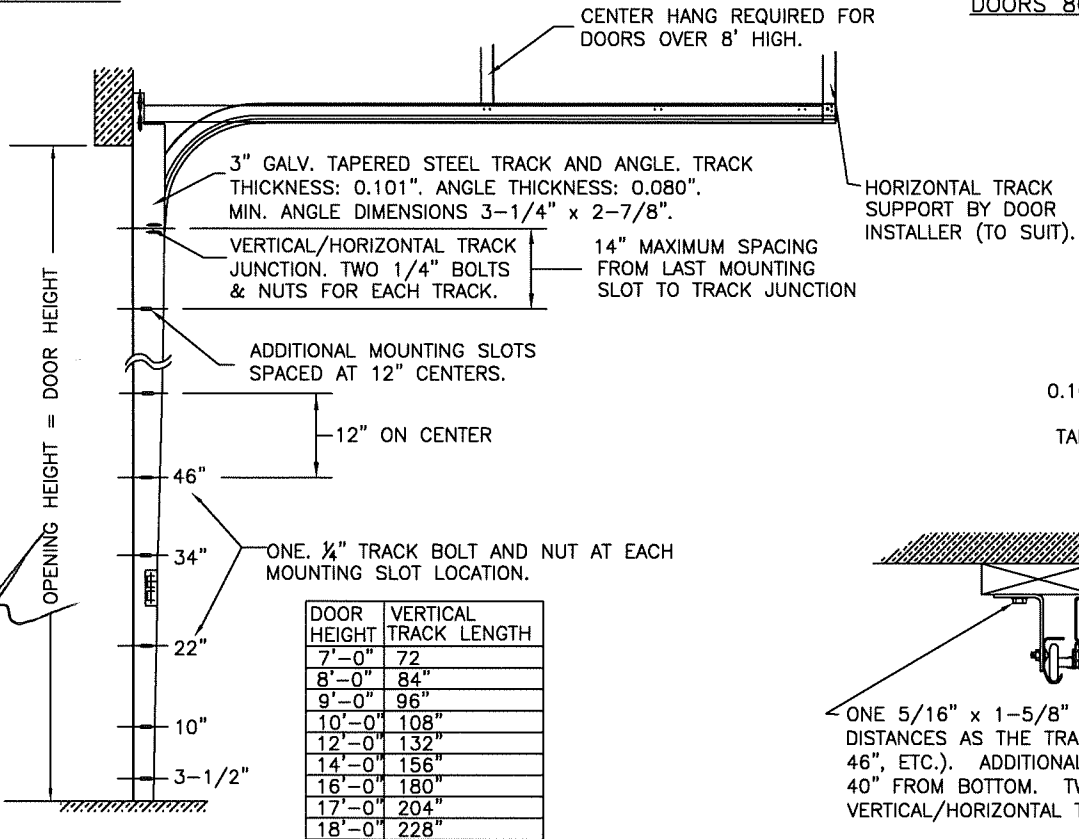 CENTER HANG REQUIRED FOR
DOORS OVER 8' HIGH.
3" GALV. TAPERED STEEL TRACK AND ANGLE. TRACK
THICKNESS: 0.101". ANGLE THICKNESS: 0.080".
MIN. ANGLE DIMENSIONS 3-1/4" x 2-7/8".
HORIZONTAL TRACK
SUPPORT BY DOOR
INSTALLER (TO SUIT).
VERTICAL/HORIZONTAL TRACK
JUNCTION. TWO 1/4" BOLTS
& NUTS FOR EACH TRACK.
14" MAXIMUM SPACING
FROM LAST MOUNTING
SLOT TO TRACK JUNCTION
OPENING HEIGHT = DOOR HEIGHT
ADDITIONAL MOUNTING SLOTS
SPACED AT 12" CENTERS.
12" ON CENTER
46"
34"
ONE. ¼" TRACK BOLT AND NUT AT EACH
MOUNTING SLOT LOCATION.
22"
10"
3-1/2"
DOOR HEIGHT VERTICAL TRACK LENGTH
7'-0" 72
8'-0" 84"
9'-0" 96"
10'-0" 108"
12'-0" 132"
14'-0" 156"
16'-0" 180"
17'-0" 204"
18'-0" 228"
ONE 5/16" x 1-5/8"
DISTANCES AS THE TRA
46", ETC.). ADDITIONAL
40" FROM BOTTOM. TW
VERTICAL/HORIZONTAL T